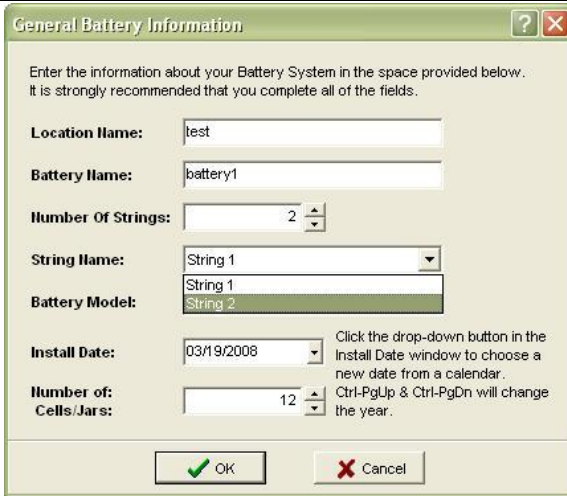 General Battery Information
Enter the information about your Battery System in the space provided below.
It is strongly recommended that you complete all of the fields.
Location Name: test
Battery Name: battery1
Number Of Strings: 2
String Name: String 1
String 1
Battery Model: String 2
Install Date: 03/19/2008
Click the drop-down button in the
Install Date window to choose a
new date from a calendar.
Ctrl-PgUp & Ctrl-PgDn will change
the year.
Number of:
Cells/Jars: 12
OK Cancel